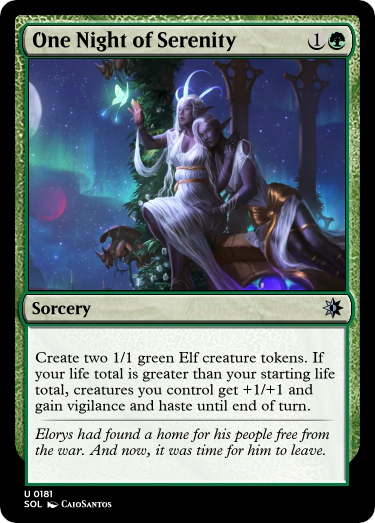 One Night of Serenity 1
Sorcery
Create two 1/1 green Elf creature tokens. If
your life total is greater than your starting life
total, creatures you control get +1/+1 and
gain vigilance and haste until end of turn.
Elorys had found a home for his people free from
the war. And now, it was time for him to leave.
U 0181
SOL CaioSantos